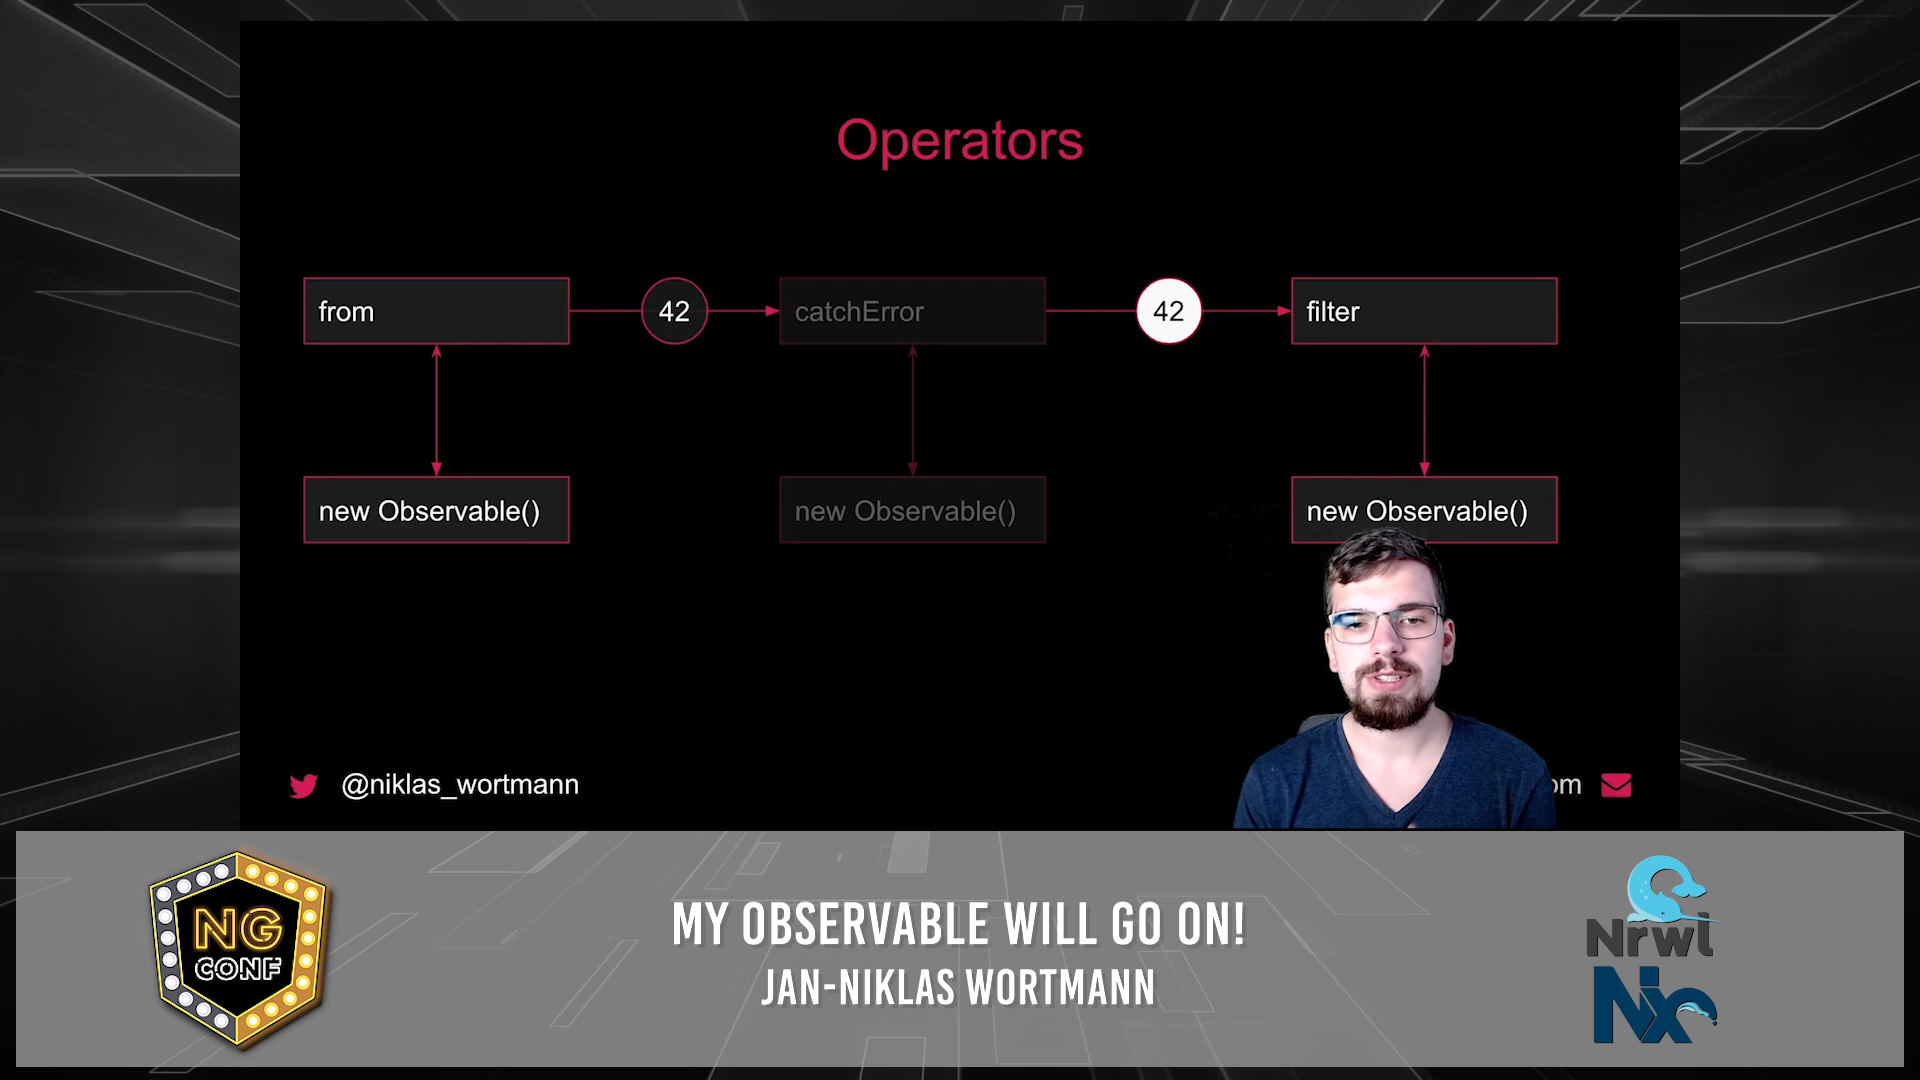 Operators
from
42
catchError
42
filter
new Observable()
new Observable()
new Observable()
@niklas_wortmann
om
NG
CONF
MY OBSERVABLE WILL GO ON!
JAN-NIKLAS WORTMANN
Nrwl
Nx